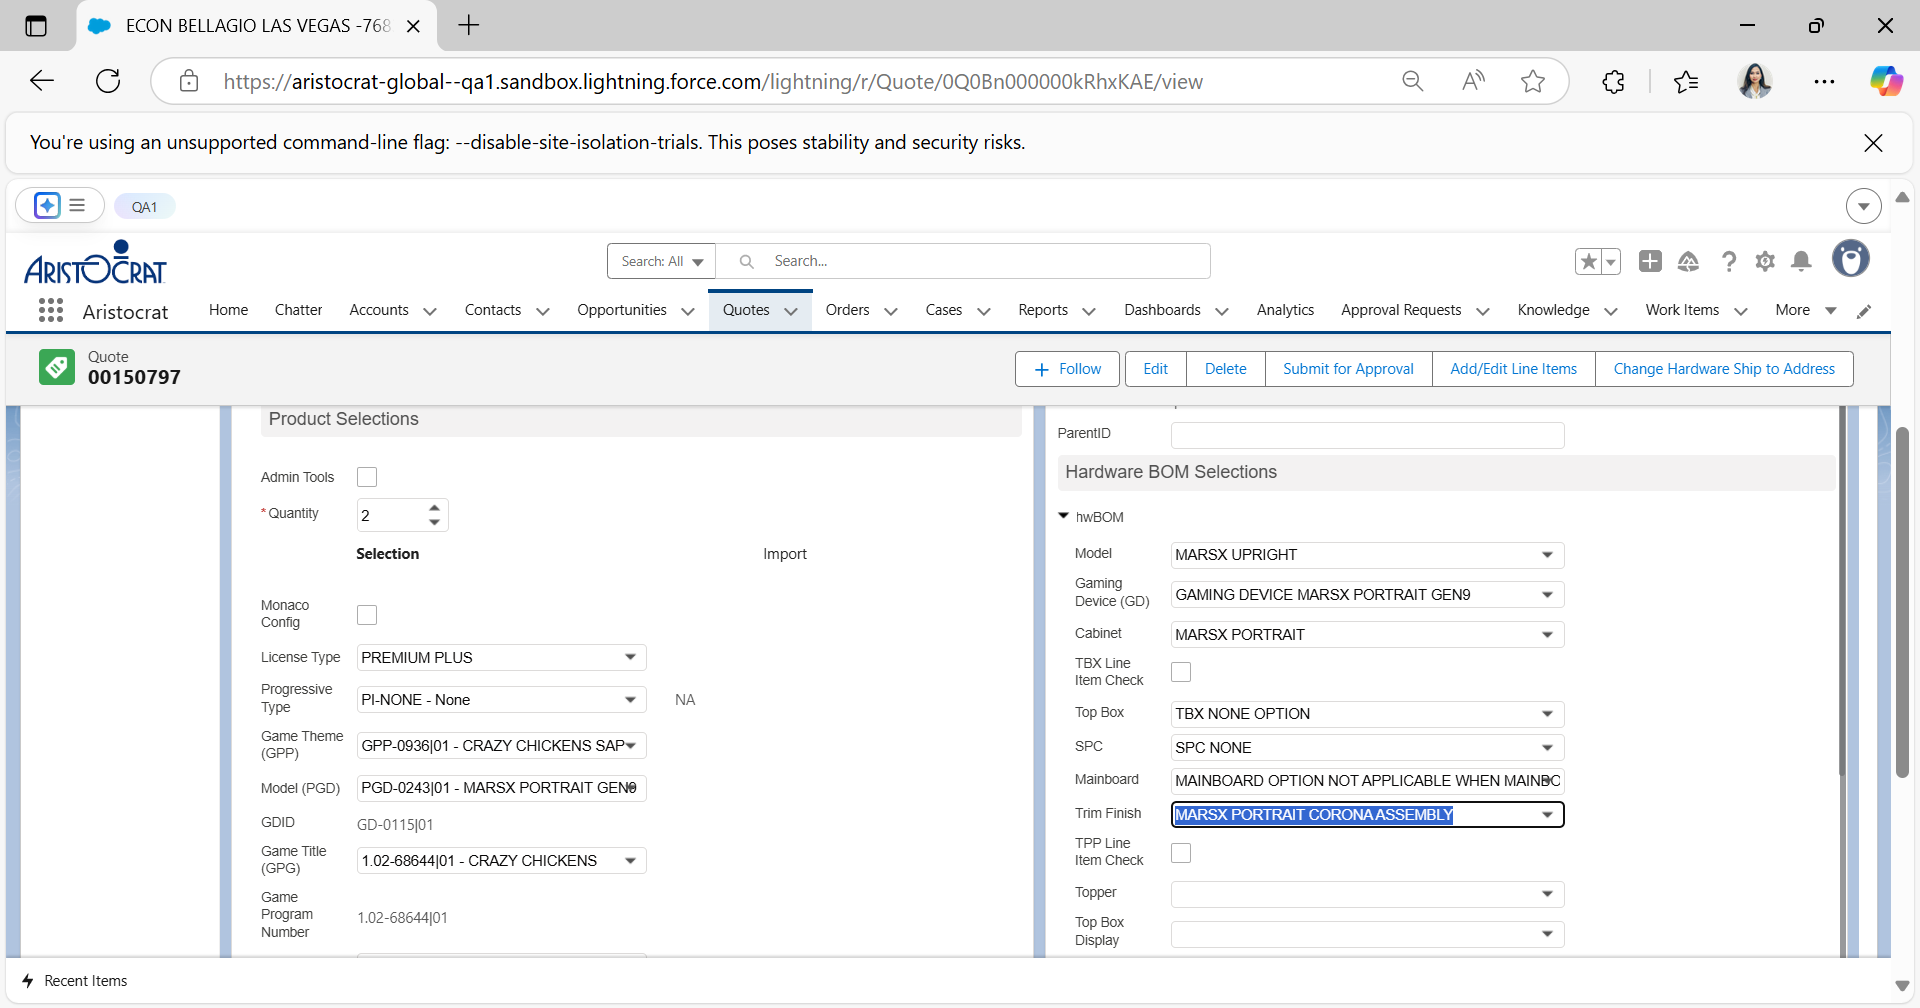 ECON BELLAGIO LAS VEGAS -768
https://aristocrat-global--qa1.sandbox.lightning.force.com/lightning/r/Quote/0Q0Bn000000kRhxKAE/view
You're using an unsupported command-line flag: --disable-site-isolation-trials. This poses stability and security risks.
QA1
ARISTOCRAT
Search: All
Search...
Aristocrat
Home
Chatter
Accounts
Contacts
Opportunities
Quotes
Orders
Cases
Reports
Dashboards
Analytics
Approval Requests
Knowledge
Work Items
More
Quote
00150797
Follow
Edit
Delete
Submit for Approval
Add/Edit Line Items
Change Hardware Ship to Address
Product Selections
Admin Tools
*Quantity
2
Selection
Import
Monaco
Config
License Type
PREMIUM PLUS
Progressive
Type
PI-NONE - None
NA
Game Theme
(GPP)
GPP-0936|01 - CRAZY CHICKENS SAP
Model (PGD)
PGD-0243|01 - MARSX PORTRAIT GEN9
GDID
GD-0115|01
Game Title
(GPG)
1.02-68644|01 - CRAZY CHICKENS
Game
Program
Number
1.02-68644|01
ParentID
Hardware BOM Selections
hwBOM
Model
MARSX UPRIGHT
Gaming
Device (GD)
GAMING DEVICE MARSX PORTRAIT GEN9
Cabinet
MARSX PORTRAIT
TBX Line
Item Check
Top Box
TBX NONE OPTION
SPC
SPC NONE
Mainboard
MAINBOARD OPTION NOT APPLICABLE WHEN MAINBO
Trim Finish
MARSX PORTRAIT CORONA ASSEMBLY
TPP Line
Item Check
Topper
Top Box
Display
Recent Items